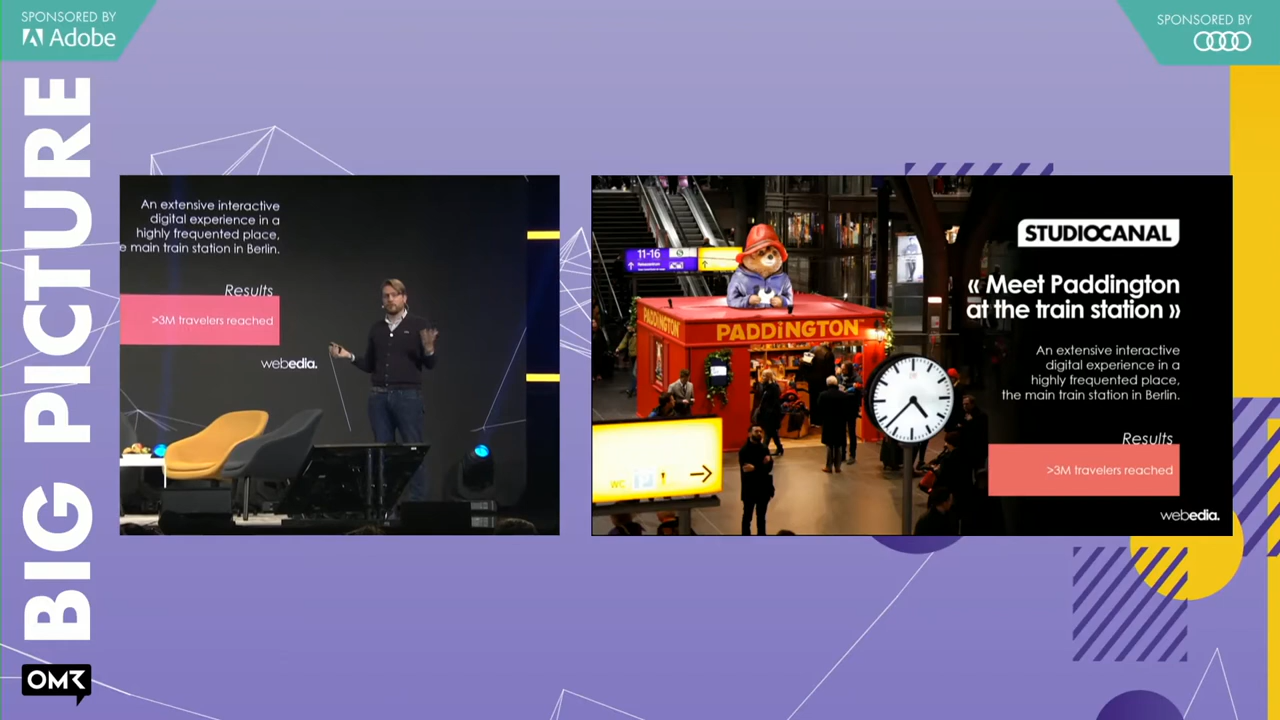 SPONSORED BY
Adobe
SPONSORED BY
BIG PICTURE
OMR
An extensive interactive
digital experience in a
highly frequented place,
e main train station in Berlin.
Results
>3M travelers reached
webedia.
11-16
PADDINGTON
PADDINGTON
WC
STUDIOCANAL
« Meet Paddington
at the train station »
An extensive interactive
digital experience in a
highly frequented place,
the main train station in Berlin.
Results
>3M travelers reached
webedia.